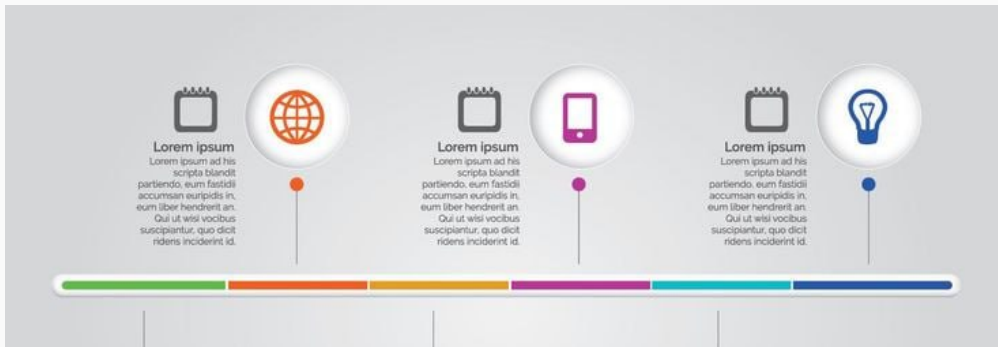 Lorem ipsum
Lorem ipsum ad his
scripta blandit
partiendo, eum fastidii
accumsan euripidis in,
eum liber hendrerit an.
Qui ut wisi vocibus
suscipiantur, quo dicit
ridens inciderint id.
Lorem ipsum
Lorem ipsum ad his
scripta blandit
partiendo, eum fastidii
accumsan euripidis in,
eum liber hendrerit an.
Qui ut wisi vocibus
suscipiantur, quo dicit
ridens inciderint id.
Lorem ipsum
Lorem ipsum ad his
scripta blandit
partiendo, eum fastidii
accumsan euripidis in,
eum liber hendrerit an.
Qui ut wisi vocibus
suscipiantur, quo dicit
ridens inciderint id.